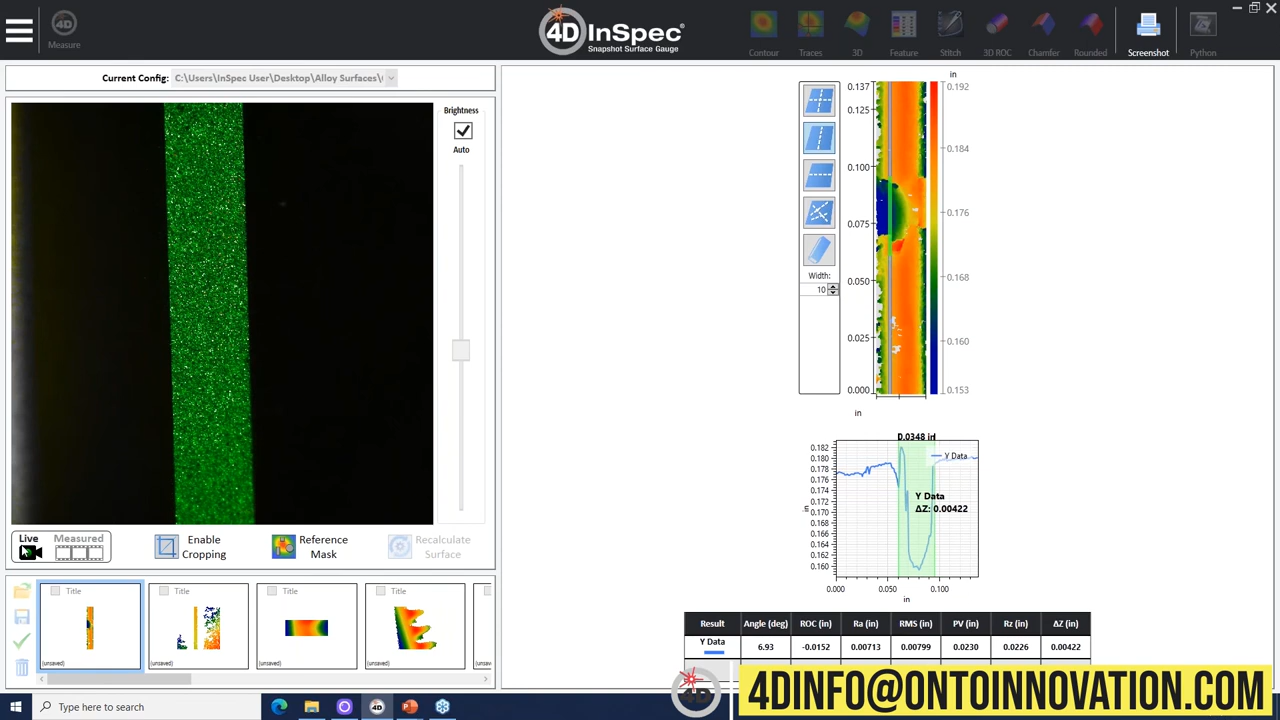 Measure
4D InSpec®
Snapshot Surface Gauge
Contour
Traces
3D
Feature
Stitch
3D ROC
Chamfer
Rounded
Screenshot
Python
Current Config: C:\Users\InSpec User\Desktop\Alloy Surfaces\
Brightness
Auto
Live
Measured
Enable
Cropping
Reference
Mask
Recalculate
Surface
Title
(unsaved)
Title
(unsaved)
Title
(unsaved)
Title
(unsaved)
Width:
10
0.137
0.125
0.100
0.075
0.050
0.025
0.000
in
in
0.192
0.184
0.176
0.168
0.160
0.153
0.0348 in
0.182
0.180
0.178
0.176
0.174
0.172
0.170
0.168
0.166
0.164
0.162
0.160
in
Y Data
Y Data
ΔZ: 0.00422
0.000
0.050
0.100
in
Result Angle (deg) ROC (in) Ra (in) RMS (in) PV (in) Rz (in) ΔZ (in)
Y Data 6.93 -0.0152 0.00713 0.00799 0.0230 0.0226 0.00422
4D
4DINFO@ONTOINNOVATION.COM
Type here to search
4D